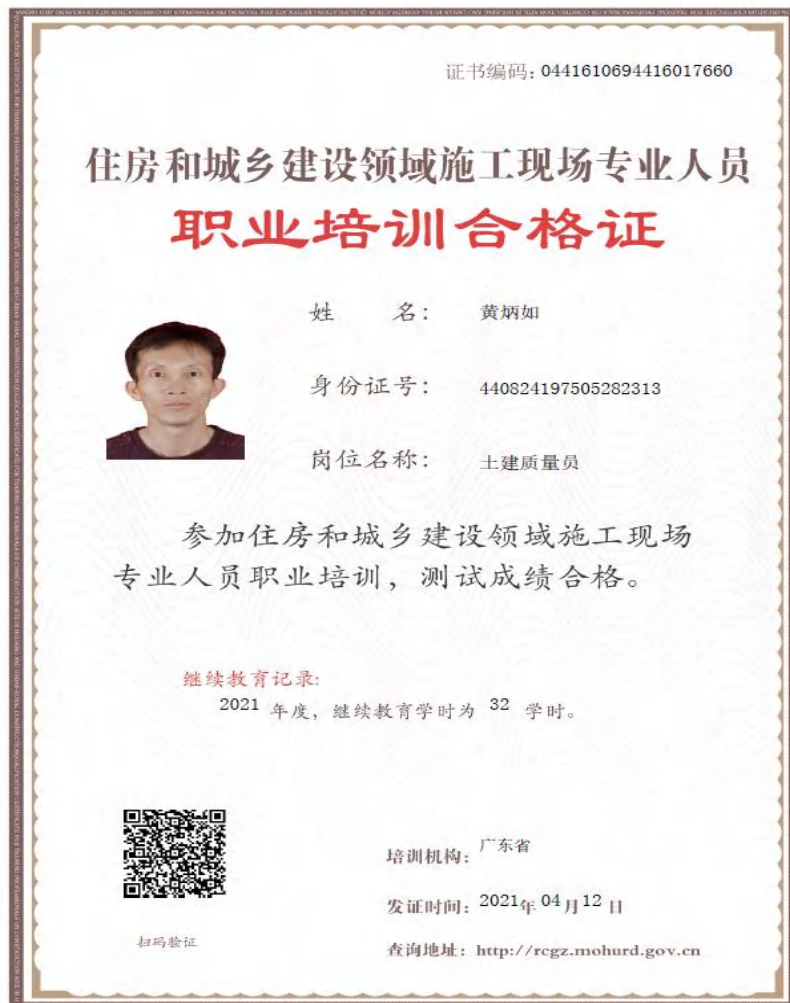 证书编码: 0441610694416017660
住房和城乡建设领域施工现场专业人员
职业培训合格证
姓 名: 黄炳如
身份证号: 440824197505282313
岗位名称: 土建质量员
参加住房和城乡建设领域施工现场
专业人员职业培训，测试成绩合格。
继续教育记录:
2021 年度，继续教育学时为 32 学时。
培训机构: 广东省
发证时间: 2021年 04月 12 日
扫码验证
查询地址: http://rcgz.mohurd.gov.cn